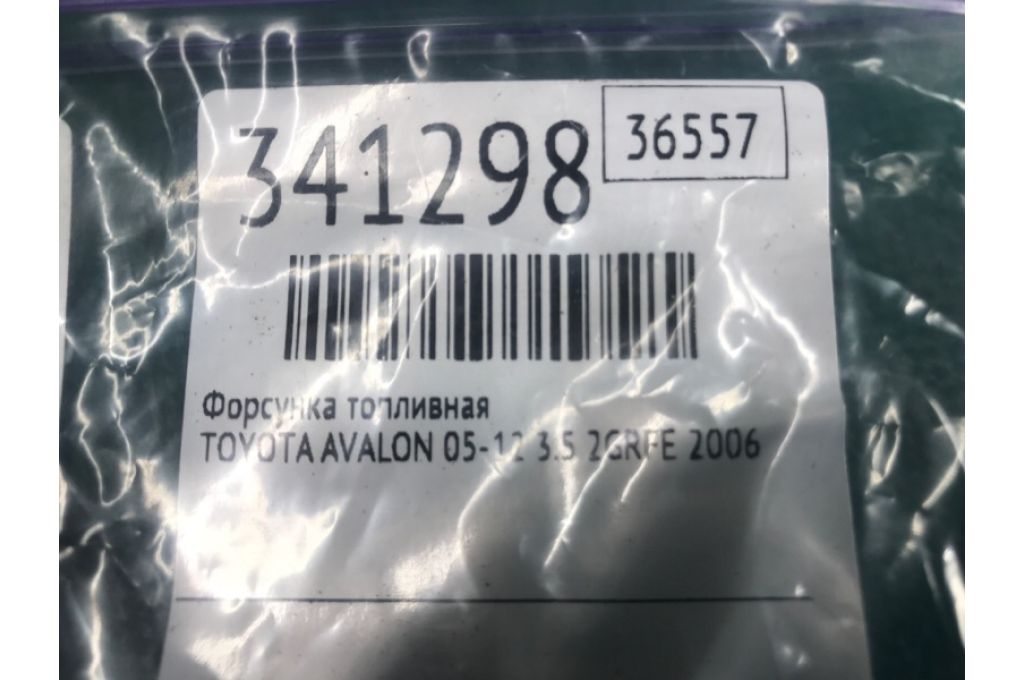 341298
36557
Форсунка топливная
TOYOTA AVALON 05-12 3.5 2GRFE 2006